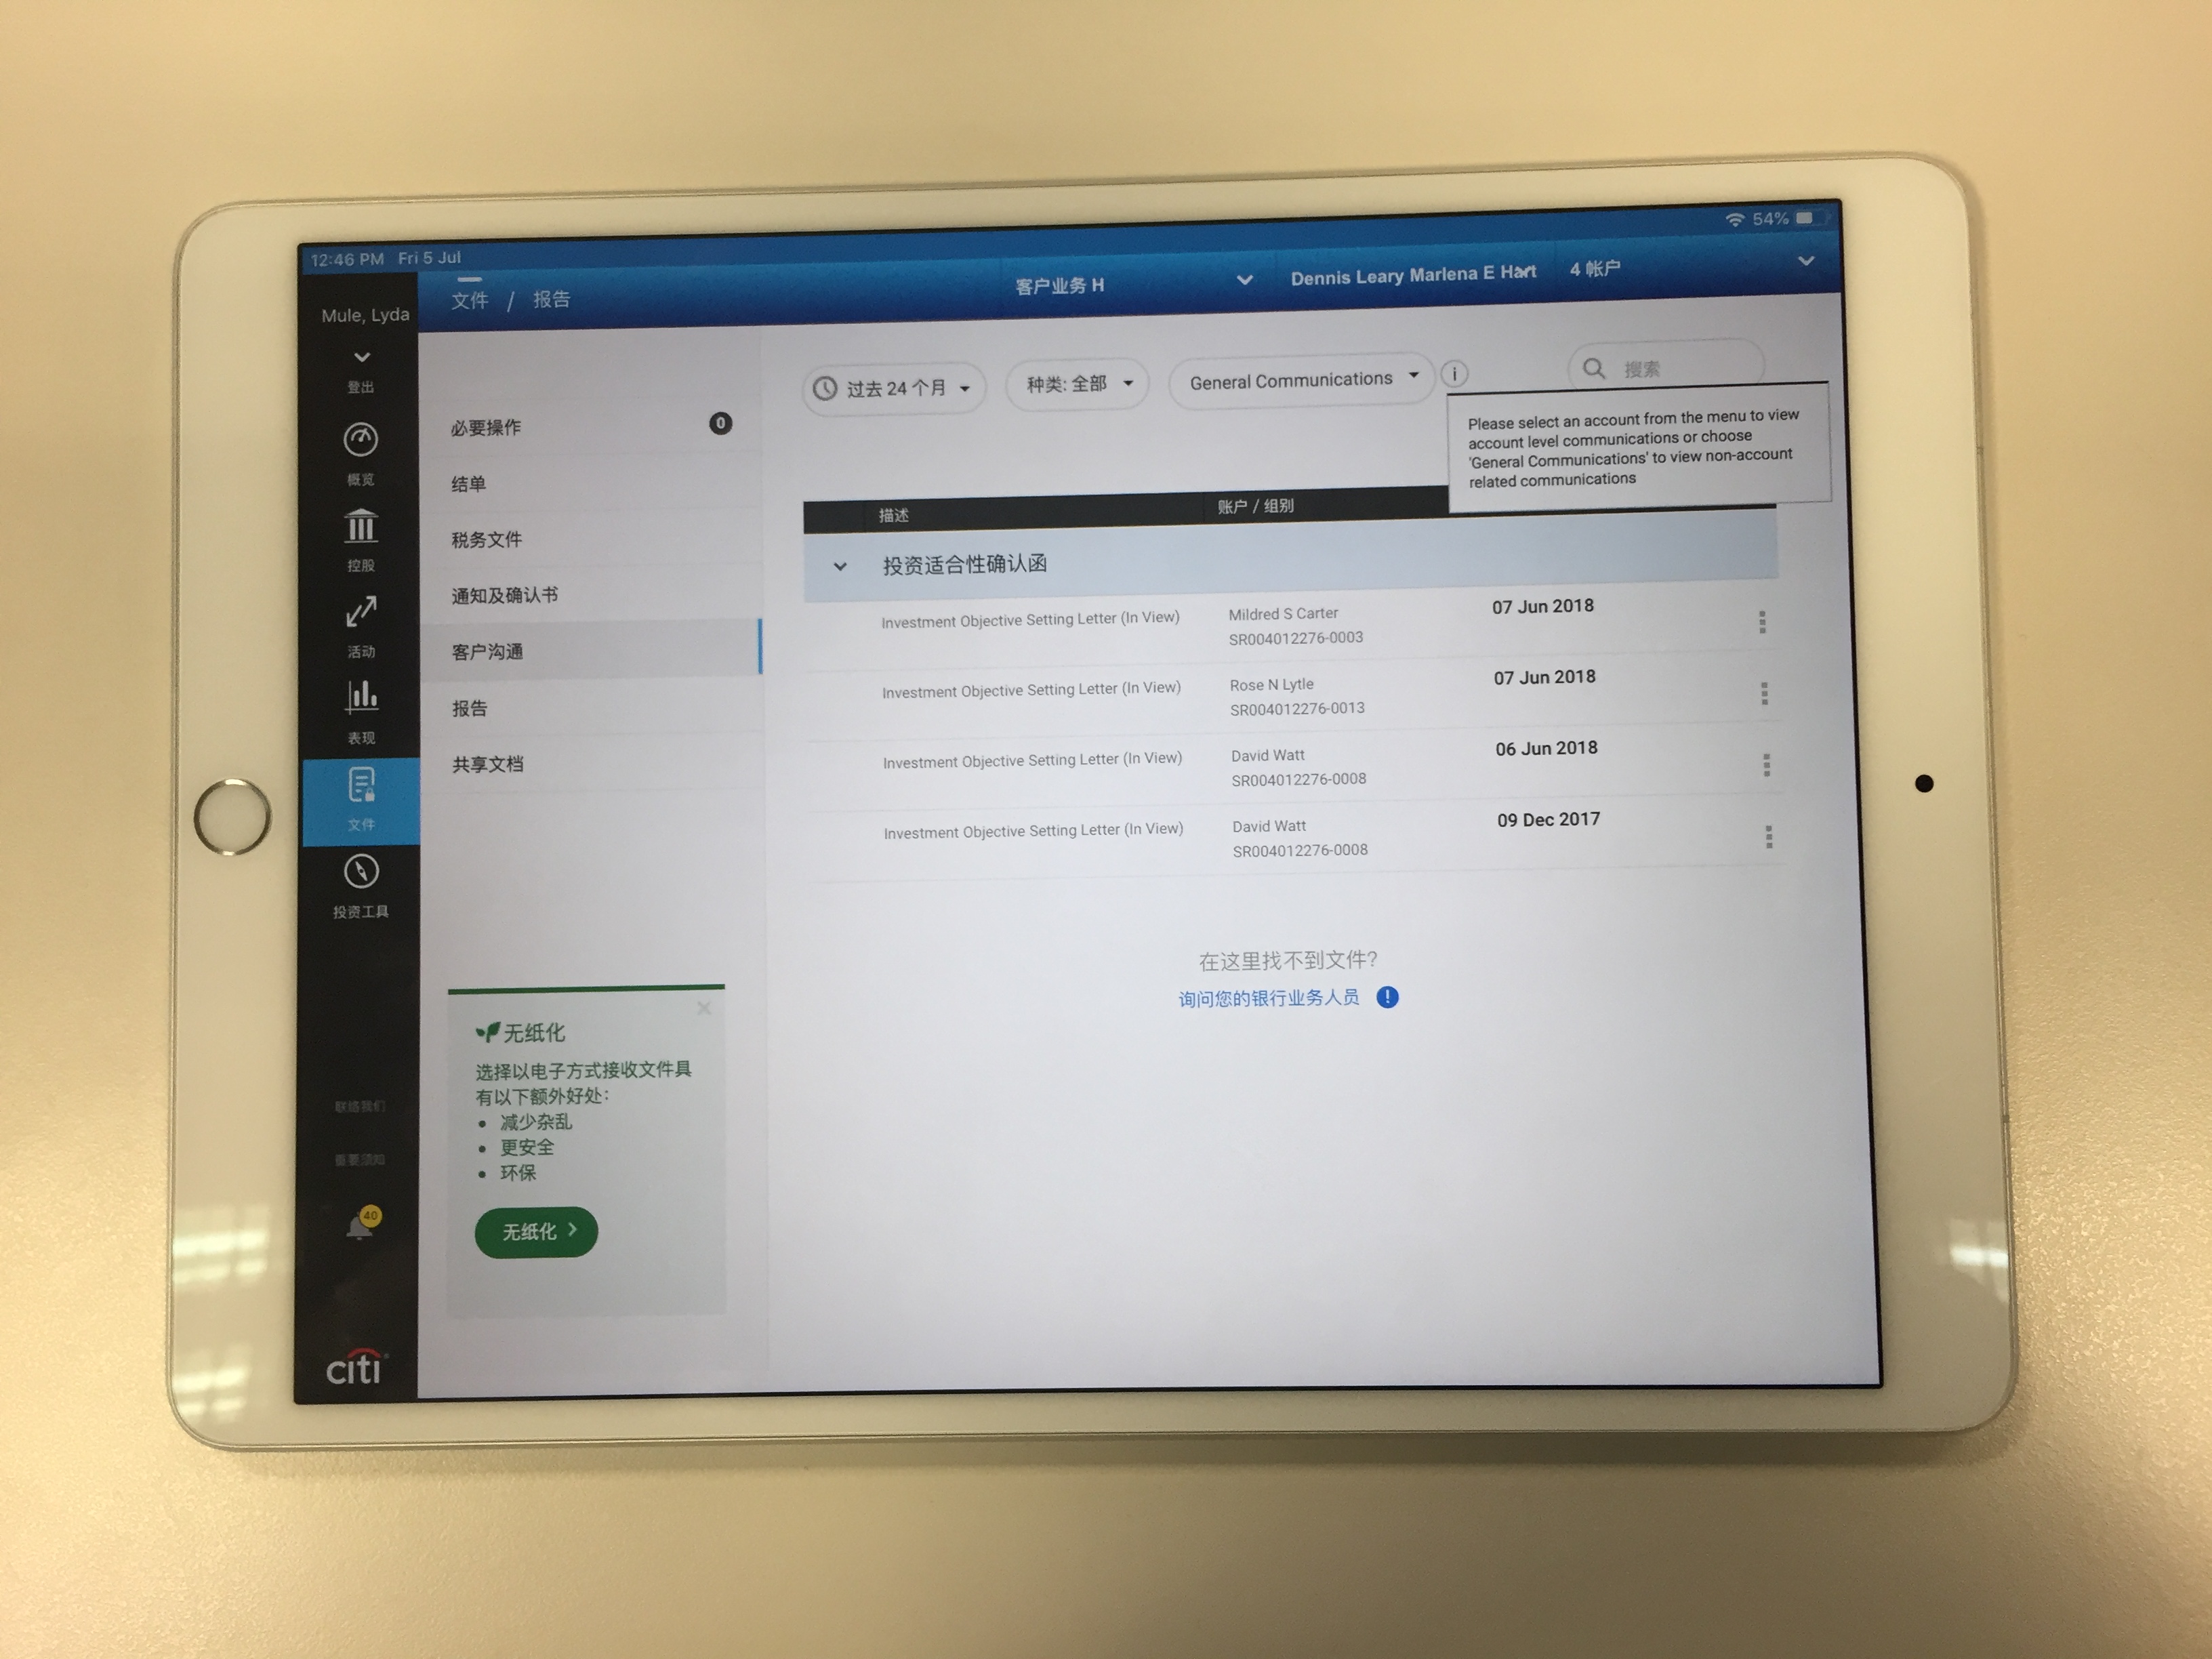 12:46 PM Fri 5 Jul
54%
Mule, Lyda
登出
概览
控股
活动
表现
文件
投资工具
联络我们
重要须知
40
citi
文件 / 报告
客户业务 H
Dennis Leary Marlena E Hart
4 帐户
必要操作
0
结单
税务文件
通知及确认书
客户沟通
报告
共享文档
无纸化
选择以电子方式接收文件具
有以下额外好处：
• 减少杂乱
• 更安全
• 环保
无纸化
过去 24 个月
种类: 全部
General Communications
搜索
Please select an account from the menu to view
account level communications or choose
'General Communications' to view non-account
related communications
描述
账户 / 组别
投资适合性确认函
Investment Objective Setting Letter (In View)
Mildred S Carter
SR004012276-0003
07 Jun 2018
Investment Objective Setting Letter (In View)
Rose N Lytle
SR004012276-0013
07 Jun 2018
Investment Objective Setting Letter (In View)
David Watt
SR004012276-0008
06 Jun 2018
Investment Objective Setting Letter (In View)
David Watt
SR004012276-0008
09 Dec 2017
在这里找不到文件?
询问您的银行业务人员